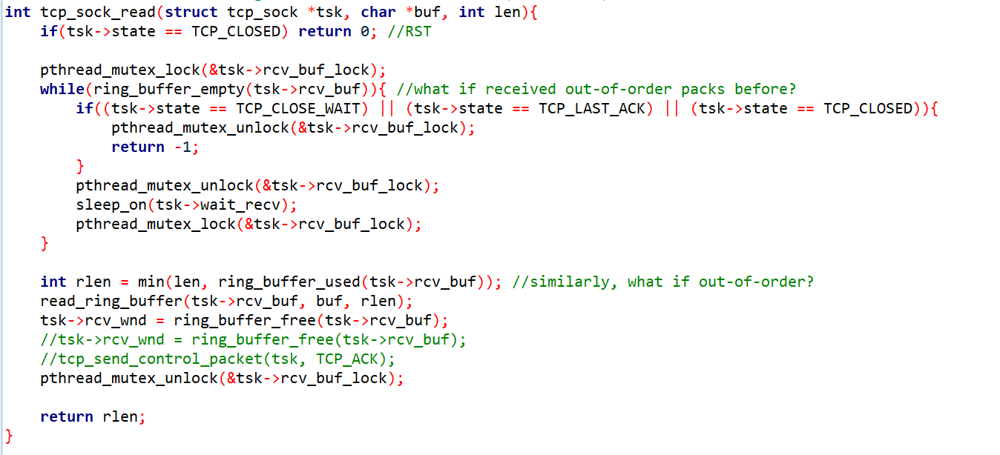 int tcp_sock_read(struct tcp_sock *tsk, char *buf, int len){
    if(tsk->state == TCP_CLOSED) return 0; //RST

    pthread_mutex_lock(&tsk->rcv_buf_lock);
    while(ring_buffer_empty(tsk->rcv_buf)){ //what if received out-of-order packs before?
        if((tsk->state == TCP_CLOSE_WAIT) || (tsk->state == TCP_LAST_ACK) || (tsk->state == TCP_CLOSED)){
            pthread_mutex_unlock(&tsk->rcv_buf_lock);
            return -1;
        }
        pthread_mutex_unlock(&tsk->rcv_buf_lock);
        sleep_on(tsk->wait_recv);
        pthread_mutex_lock(&tsk->rcv_buf_lock);
    }

    int rlen = min(len, ring_buffer_used(tsk->rcv_buf)); //similarly, what if out-of-order?
    read_ring_buffer(tsk->rcv_buf, buf, rlen);
    tsk->rcv_wnd = ring_buffer_free(tsk->rcv_buf);
    //tsk->rcv_wnd = ring_buffer_free(tsk->rcv_buf);
    //tcp_send_control_packet(tsk, TCP_ACK);
    pthread_mutex_unlock(&tsk->rcv_buf_lock);

    return rlen;
}